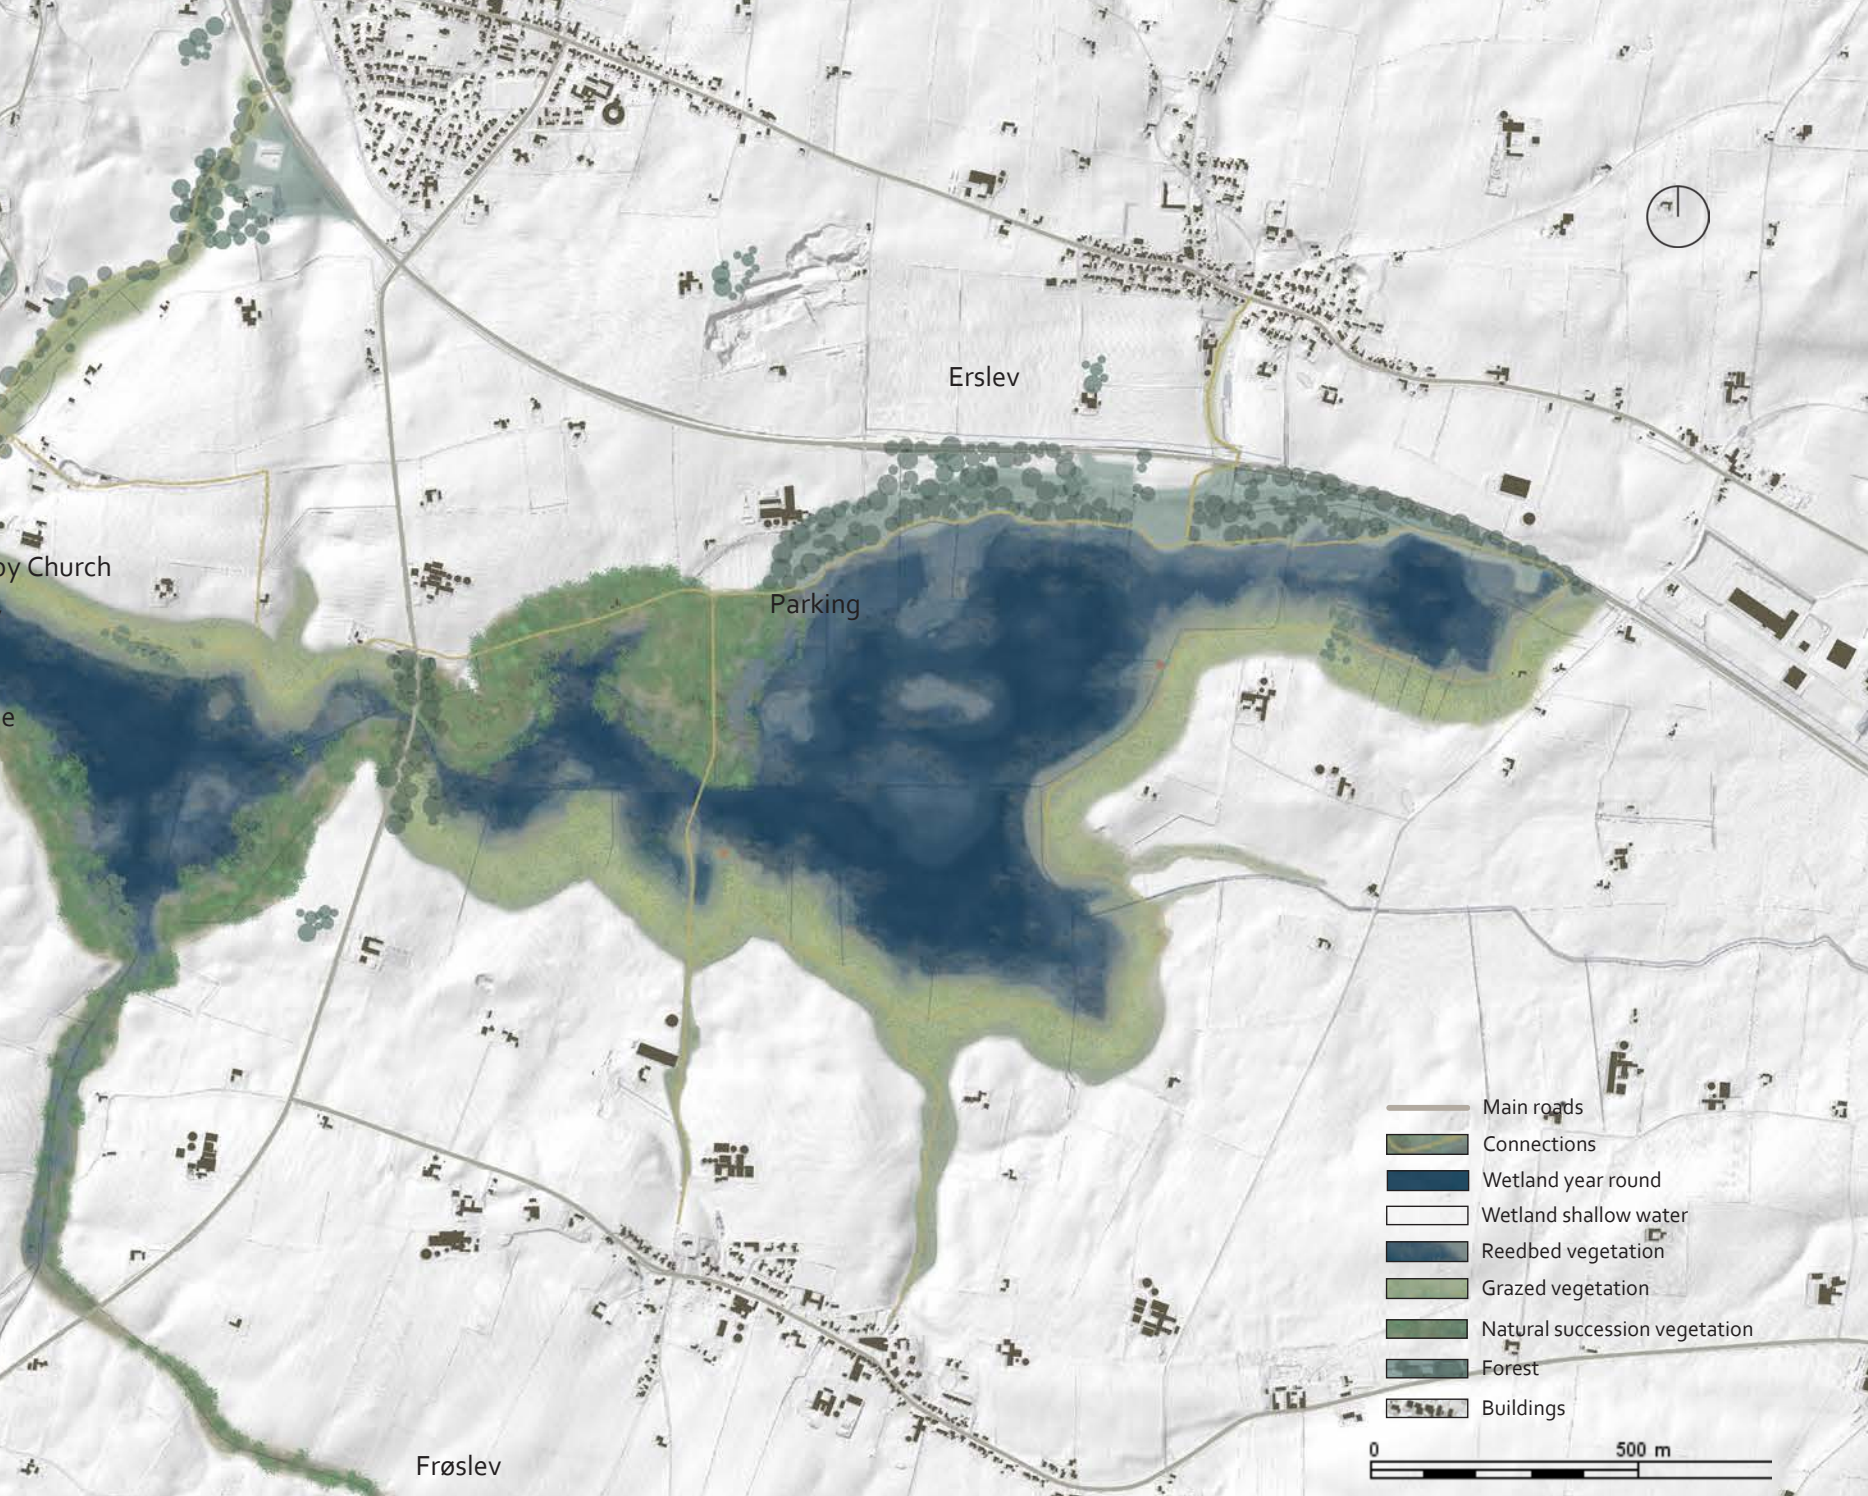 Erslev
by Church
Parking
e
Main roads
Connections
Wetland year round
Wetland shallow water
Reedbed vegetation
Grazed vegetation
Natural succession vegetation
Forest
Buildings
0 500 m
Frøslev